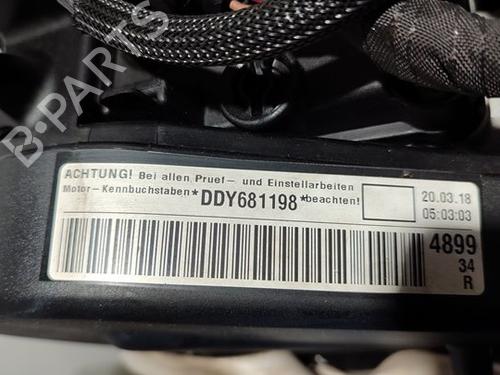 B-PARTS
ACHTUNG! Bei allen Pruef- und Einstellarbeiten
Motor-Kennbuchstaben *DDY681198* beachten!
20.03.18
05:03:03
4899
34
R